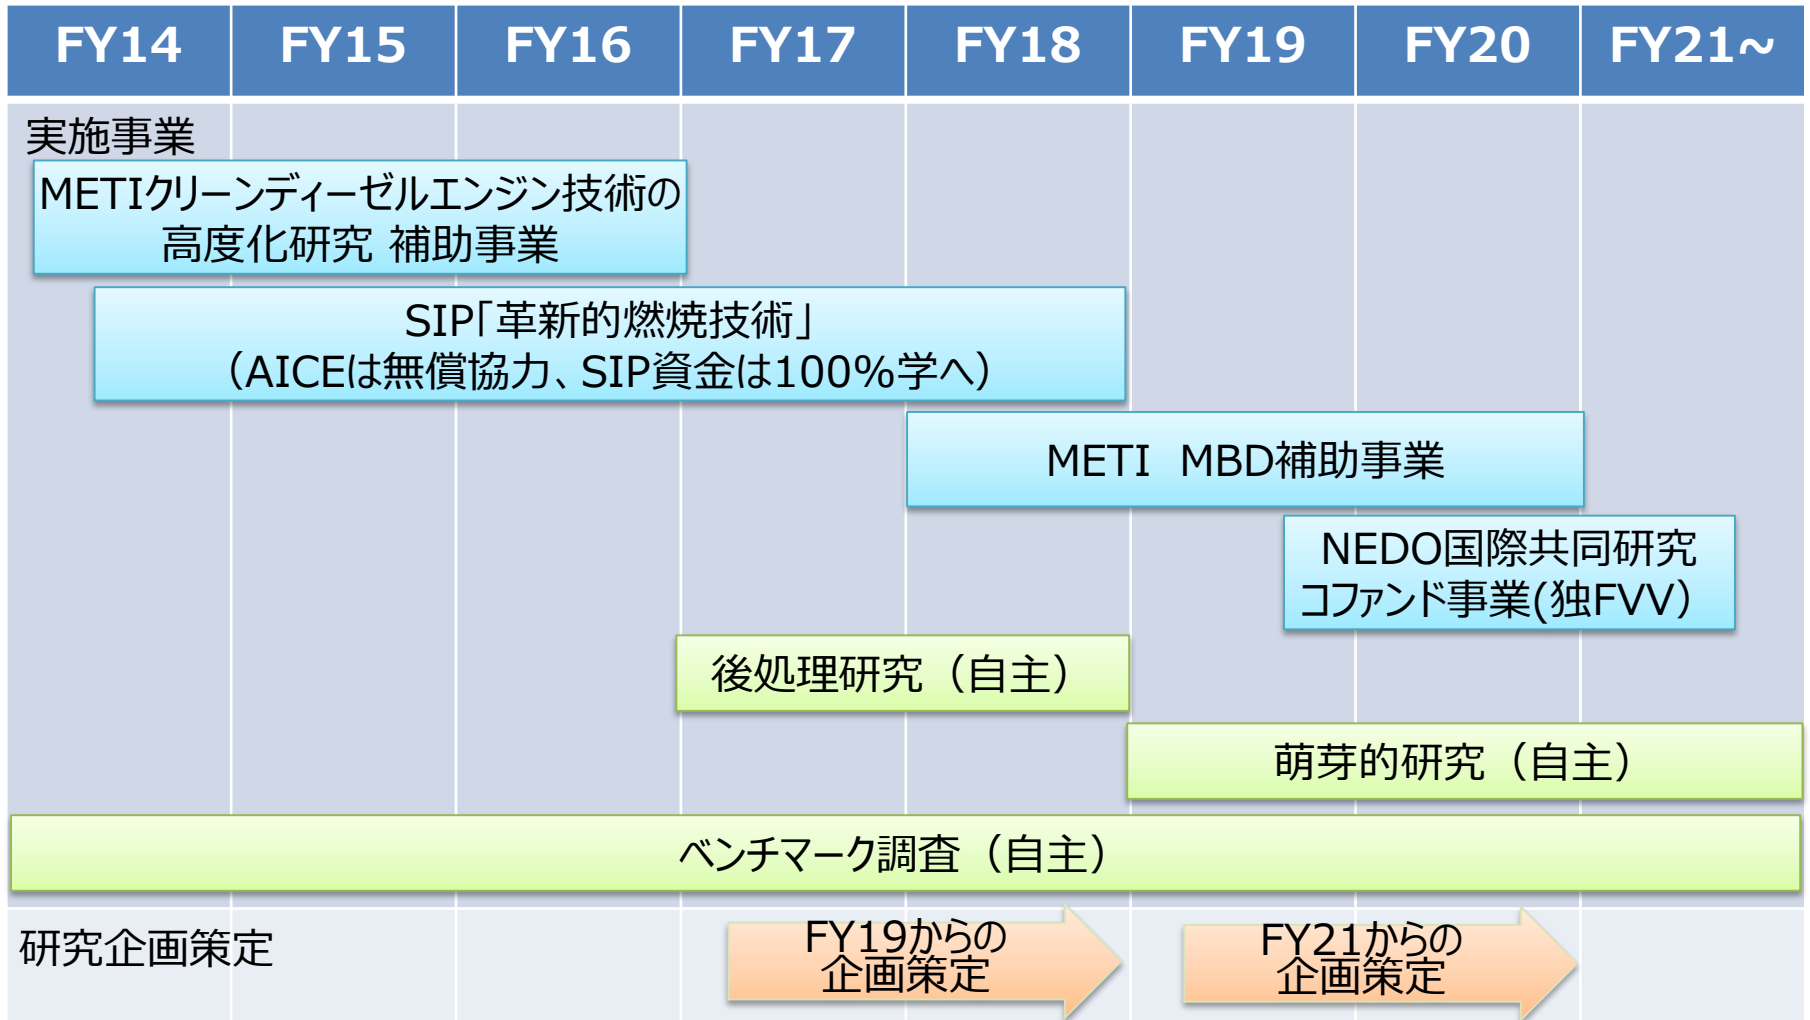 FY14 FY15 FY16 FY17 FY18 FY19 FY20 FY21~
実施事業
METIクリーンディーゼルエンジン技術の
高度化研究 補助事業
SIP「革新的燃焼技術」
（AICEは無償協力、SIP資金は100%学へ）
METI　MBD補助事業
NEDO国際共同研究
コファンド事業(独FVV）
後処理研究（自主）
萌芽的研究（自主）
ベンチマーク調査（自主）
研究企画策定
FY19からの
企画策定
FY21からの
企画策定